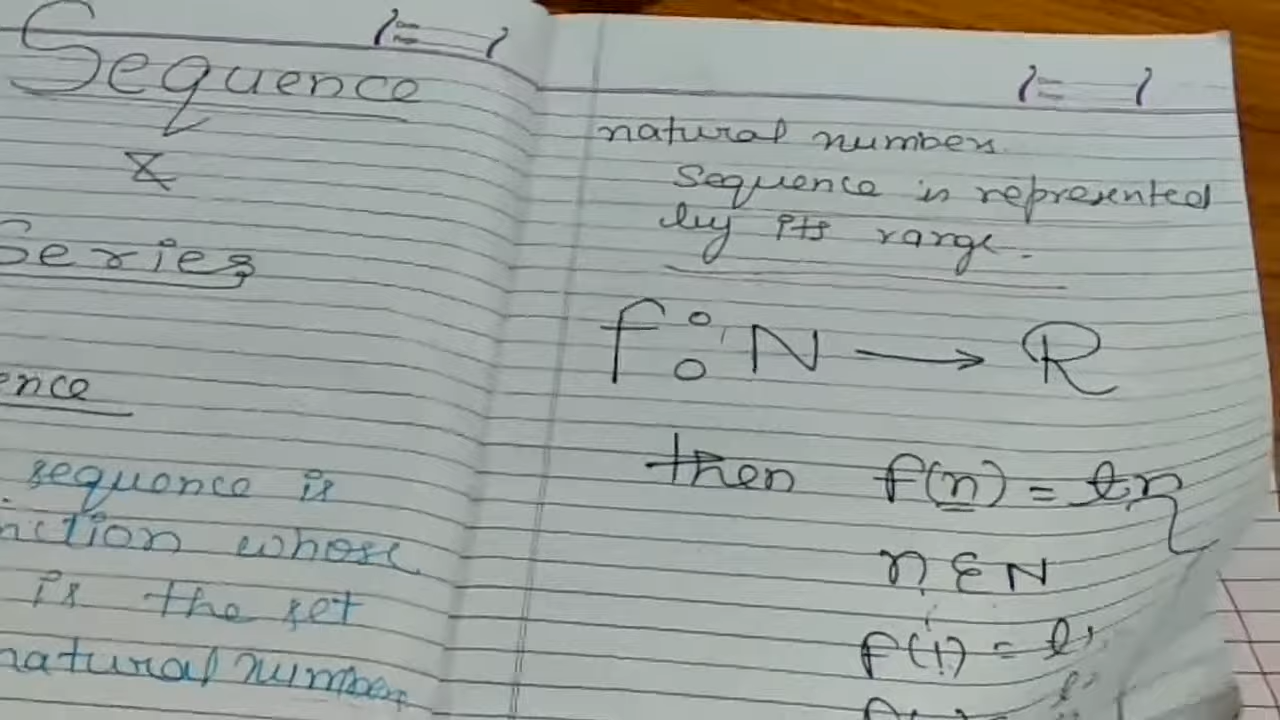 Sequence
&
Series
ence
sequence is
nction whose
is the set
natural number
natural numbers.
Sequence is represented
by its range.
f: N → R
then f(n) = tn
n ∈ N
f(1) = t1